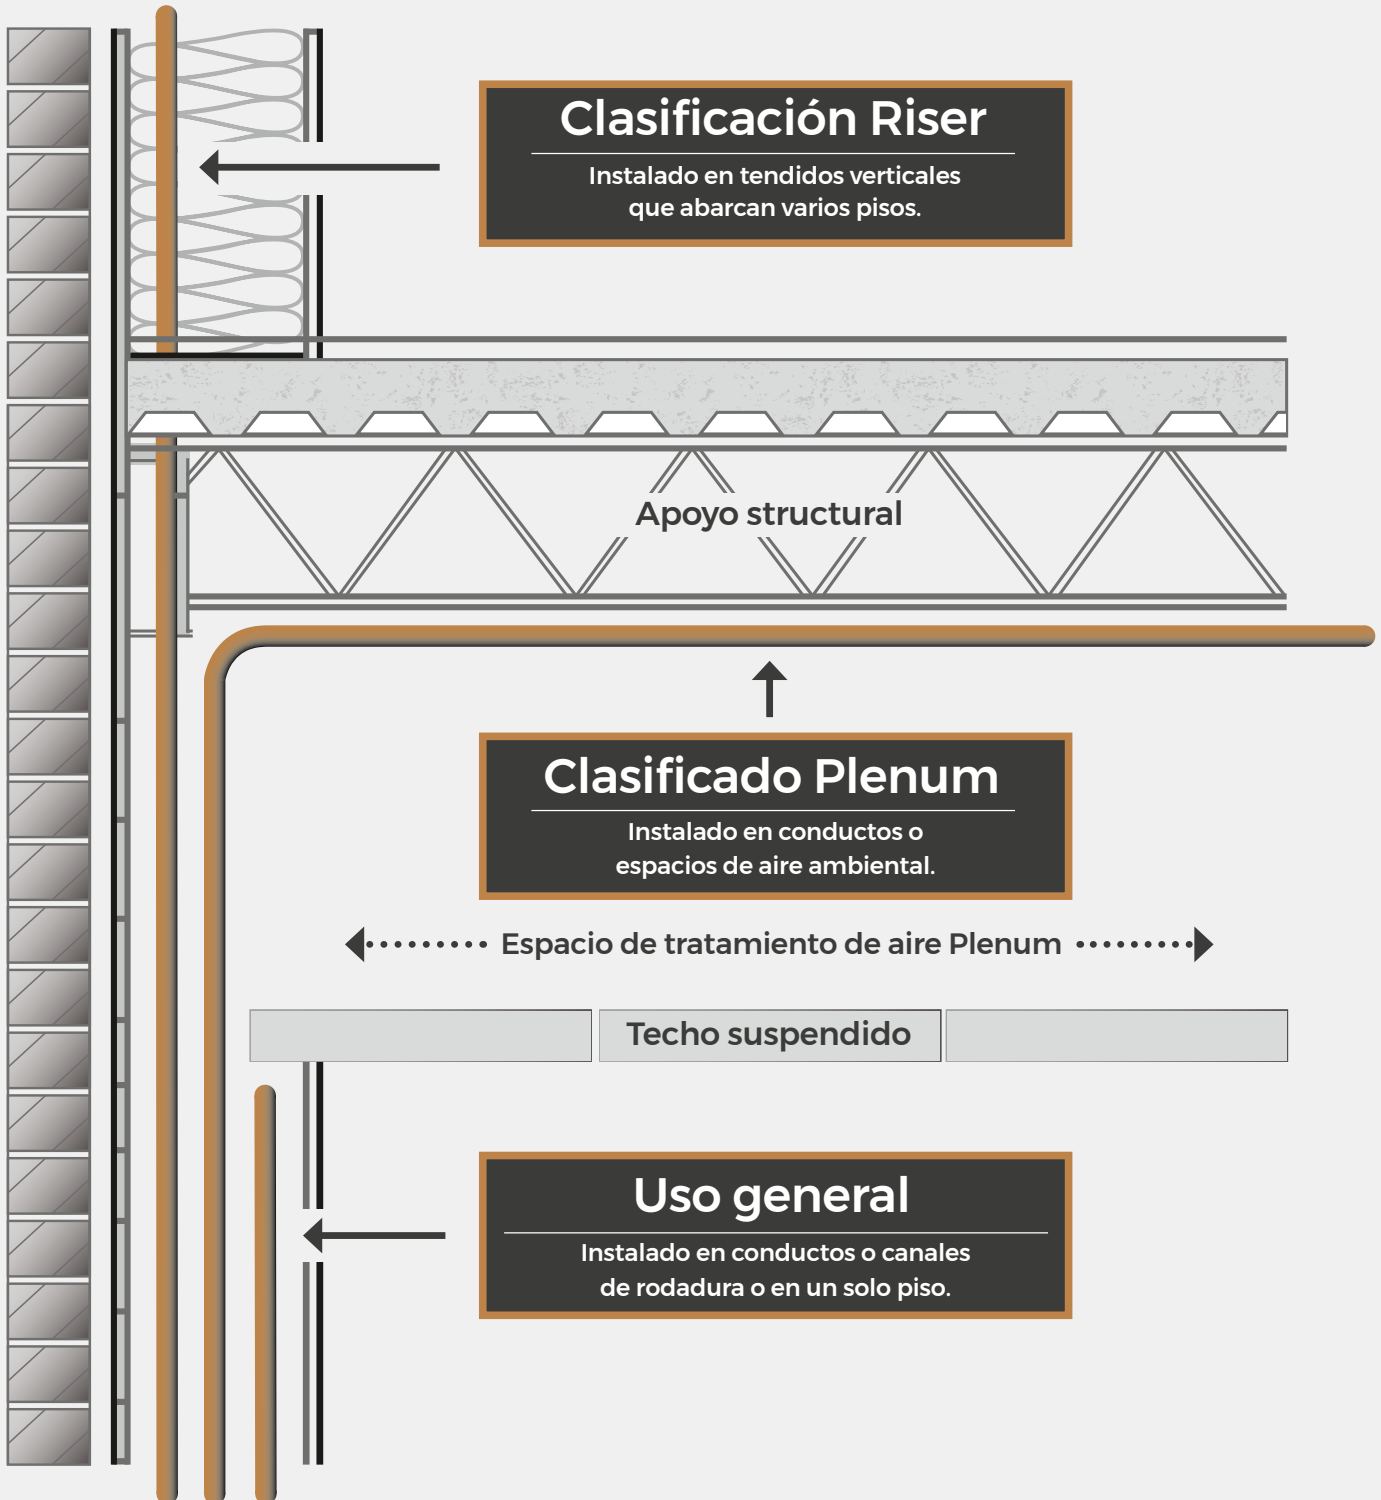 Clasificación Riser
Instalado en tendidos verticales
que abarcan varios pisos.
Apoyo structural
Clasificado Plenum
Instalado en conductos o
espacios de aire ambiental.
Espacio de tratamiento de aire Plenum
Techo suspendido
Uso general
Instalado en conductos o canales
de rodadura o en un solo piso.